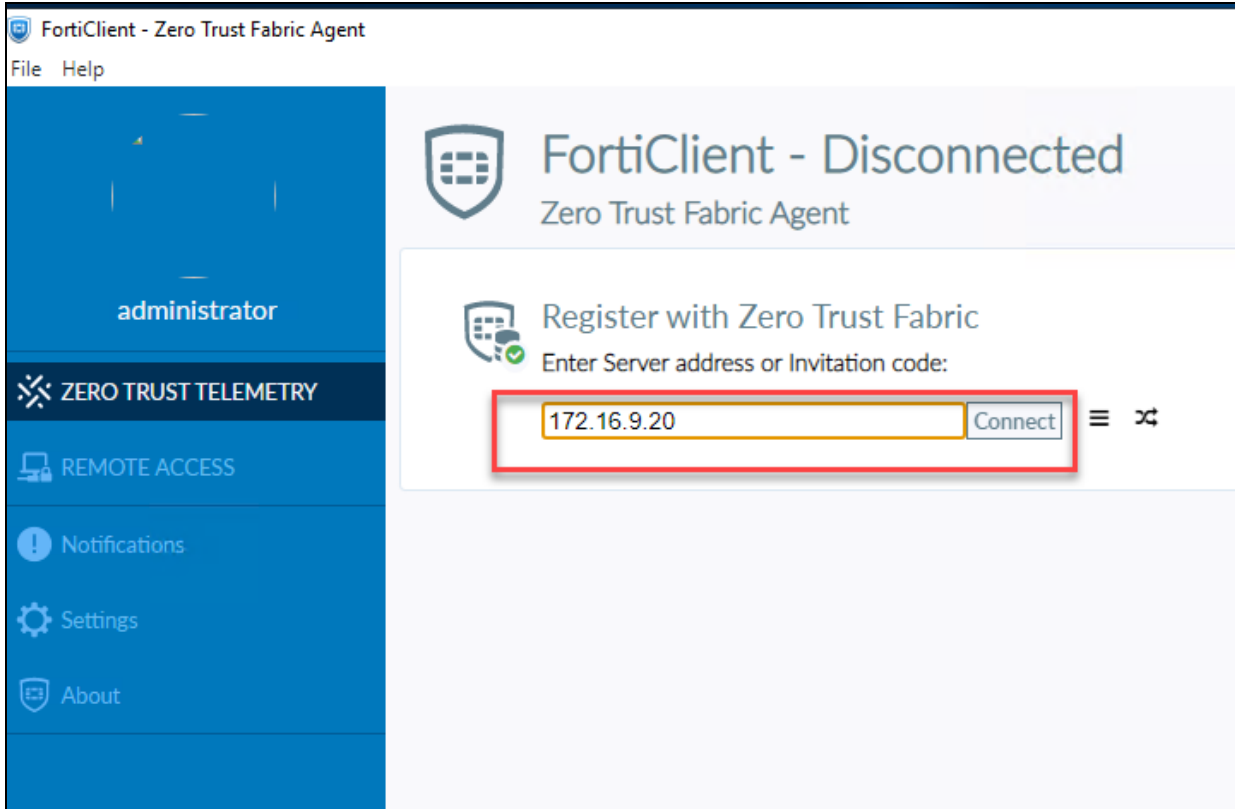 FortiClient - Zero Trust Fabric Agent
File Help
administrator
ZERO TRUST TELEMETRY
REMOTE ACCESS
Notifications
Settings
About
FortiClient - Disconnected
Zero Trust Fabric Agent
Register with Zero Trust Fabric
Enter Server address or Invitation code:
172.16.9.20 Connect